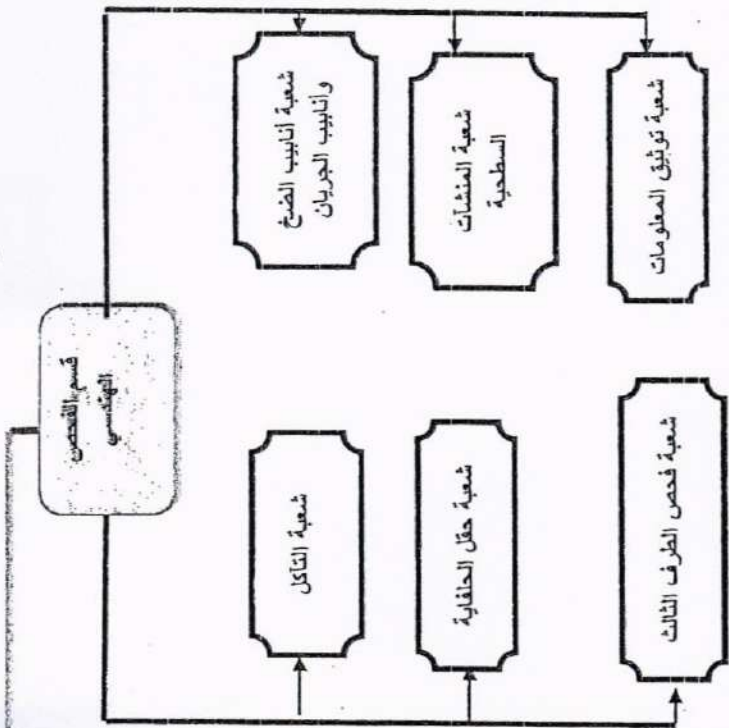 قسم الفحص
الهندسي
شعبة أنابيب الضخ
وأنابيب الجريان
شعبة المنشآت
السطحية
شعبة توثيق المعلومات
شعبة التآكل
شعبة حقل الحلفاية
شعبة فحص الطرف الثالث